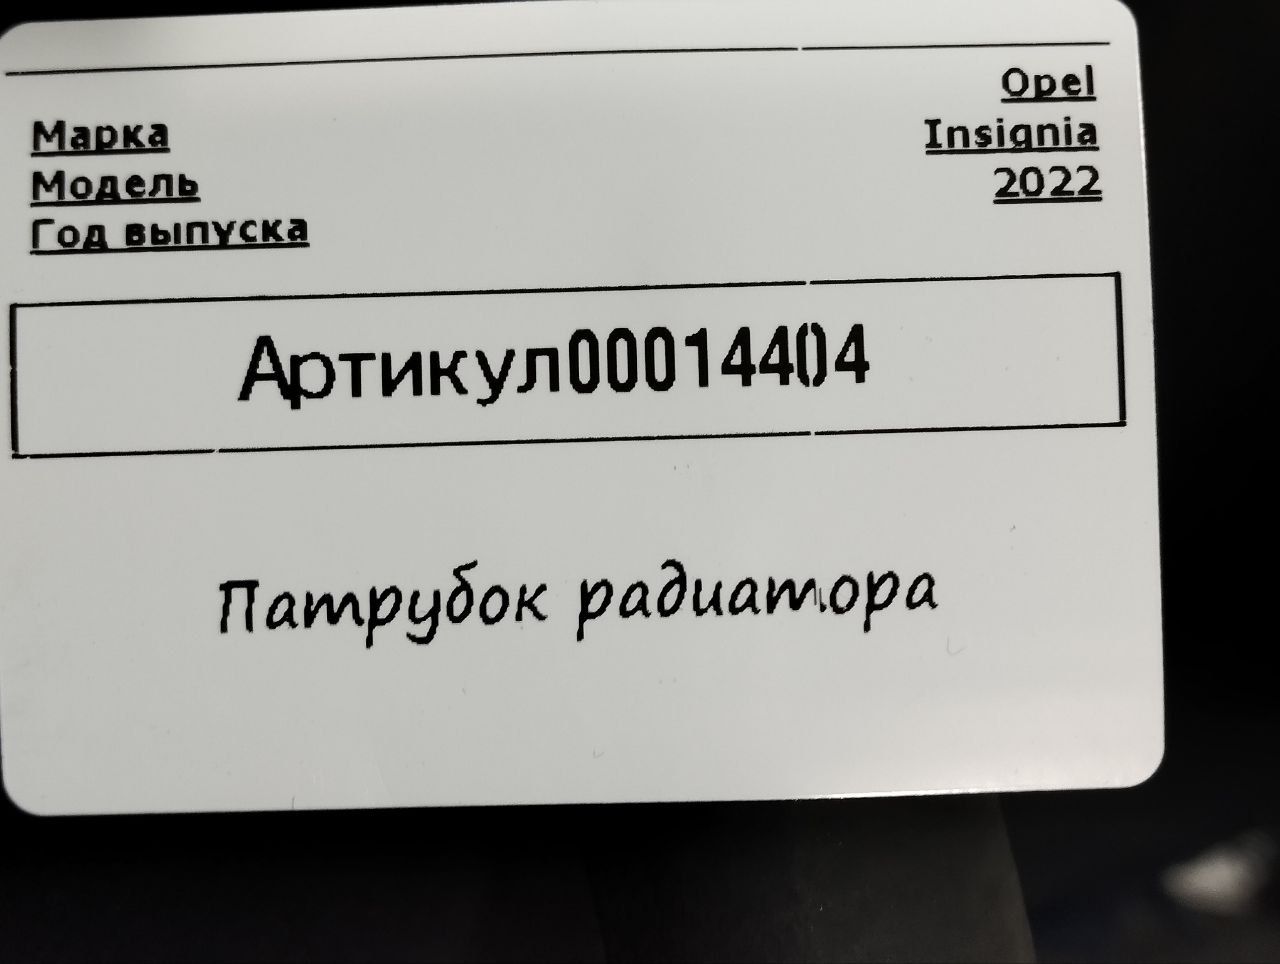 Opel
Марка
Insignia
Модель
2022
Год выпуска
Артикул00014404
Патрубок радиатора